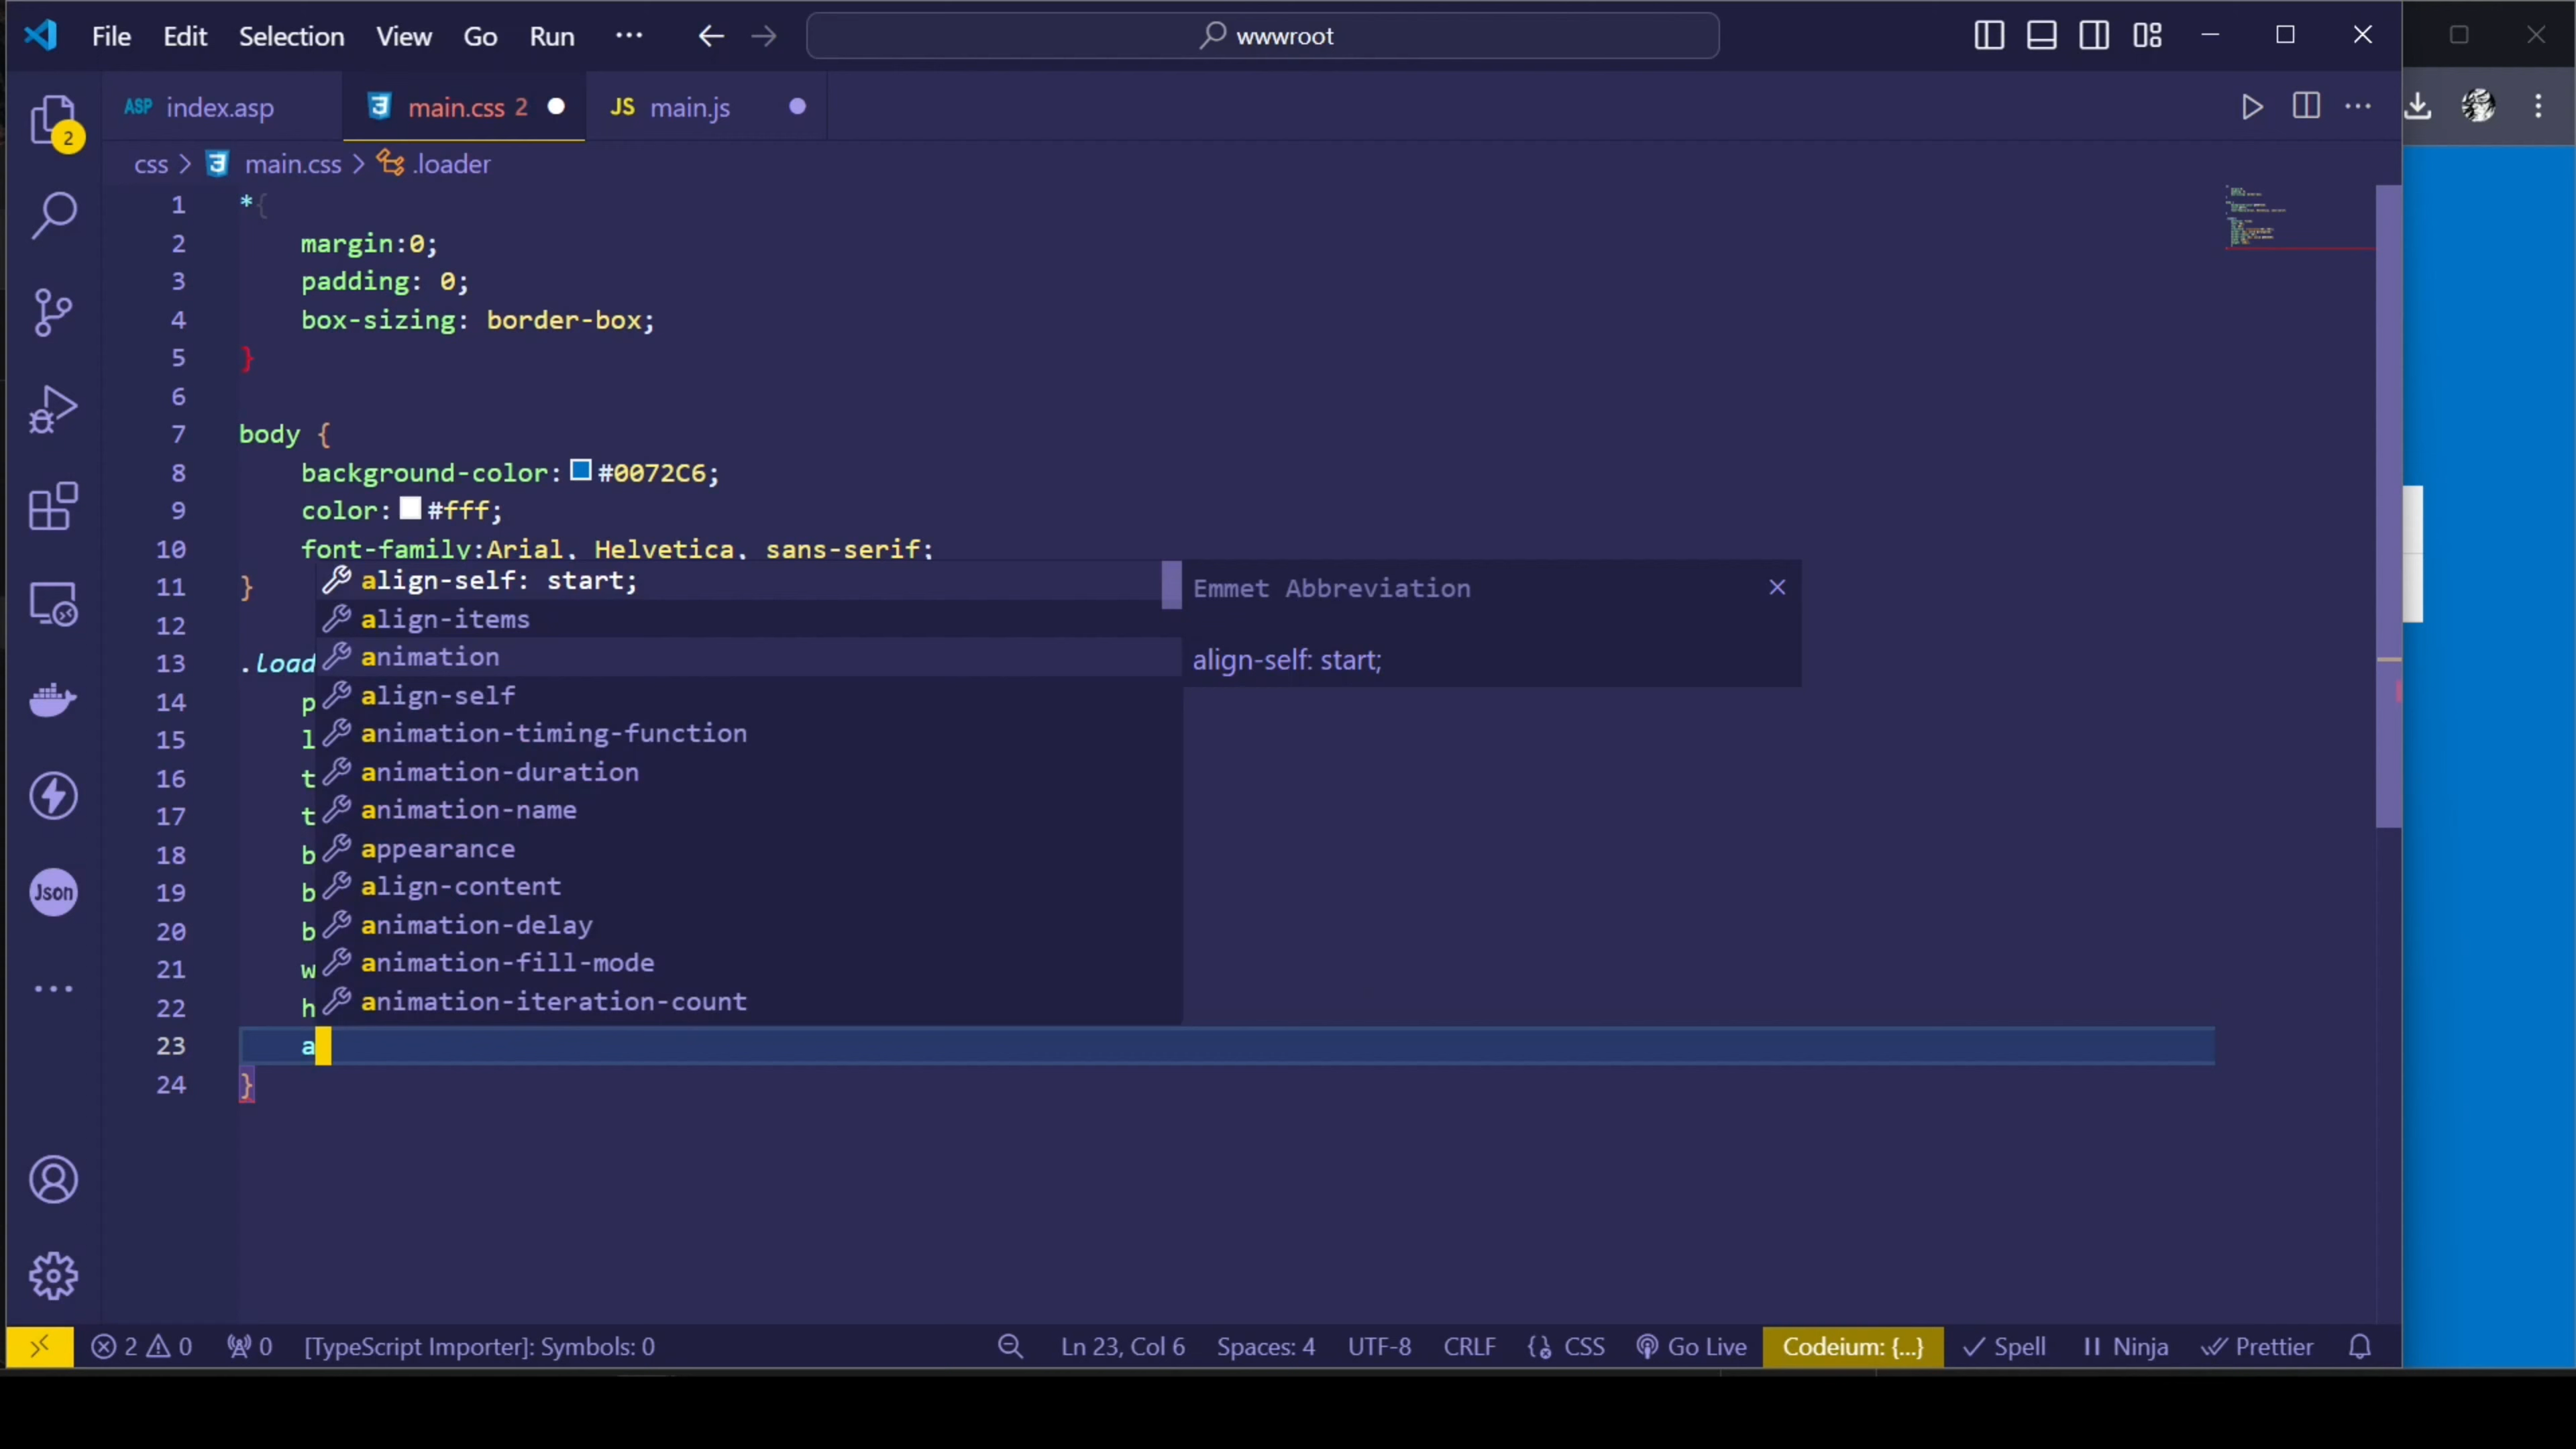 File Edit Selection View Go Run ··· wwwroot
2
ASP index.asp
main.css 2
JS main.js
css > main.css > .loader
1 *{
2 margin:0;
3 padding: 0;
4 box-sizing: border-box;
5 }
6
7 body {
8 background-color: #0072C6;
9 color: #fff;
10 font-family:Arial, Helvetica, sans-serif;
11 }
12
13 .load
14 p
15 l
16 t
17 t
18 b
19 b
20 b
21 w
22 h
23 a
24 }
align-self: start;
align-items
animation
align-self
animation-timing-function
animation-duration
animation-name
appearance
align-content
animation-delay
animation-fill-mode
animation-iteration-count
Emmet Abbreviation
align-self: start;
Json
2 0 0 [TypeScript Importer]: Symbols: 0 Ln 23, Col 6 Spaces: 4 UTF-8 CRLF CSS Go Live Codeium: {...} Spell Ninja Prettier